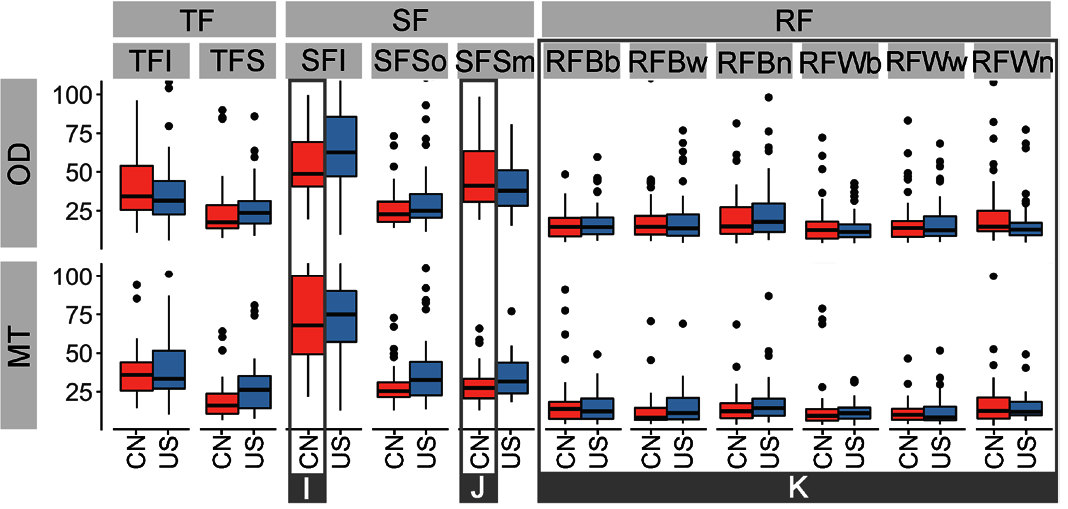 TF SF RF
TFI TFS SFI SFSo SFSm RFBb RFBw RFBn RFWb RFWw RFWn
OD
100
75
50
25
MT
100
75
50
25
CN US CN US CN US CN US CN US CN US CN US CN US CN US CN US CN US
I J K